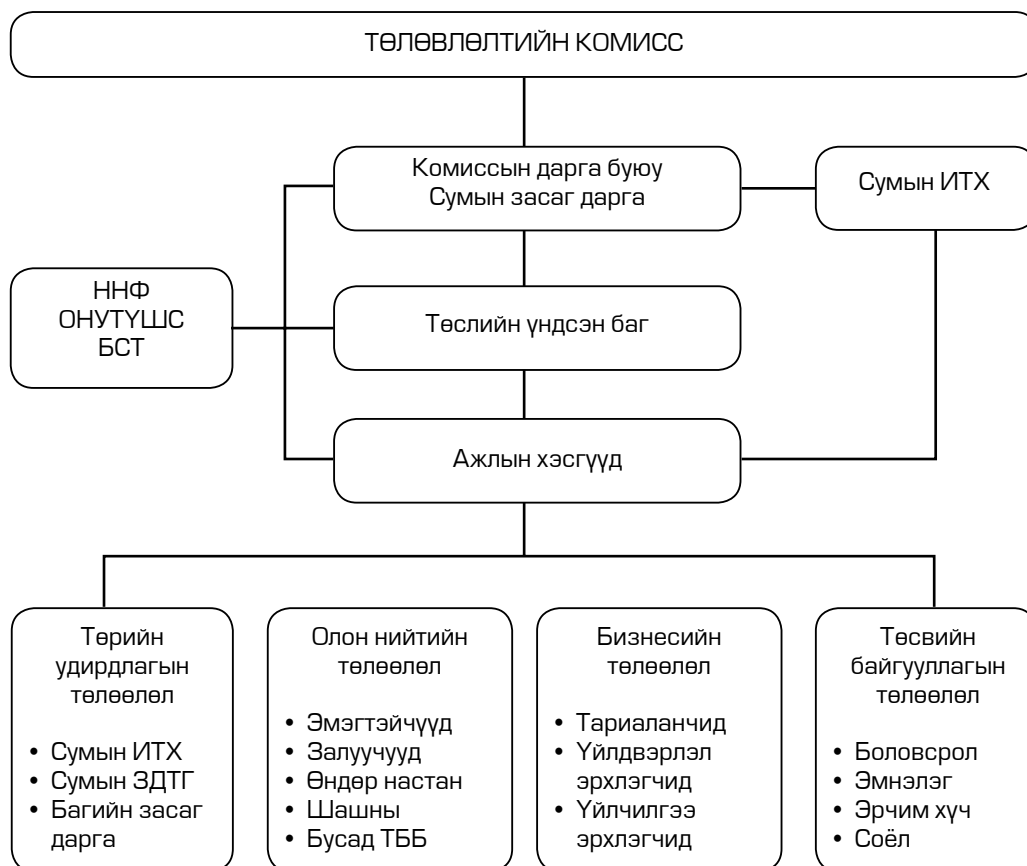 ТӨЛӨВЛӨЛТИЙН КОМИСС
Комиссын дарга буюу
Сумын засаг дарга
Сумын ИТХ
ННФ
ОНУТҮШС
БСТ
Төслийн үндсэн баг
Ажлын хэсгүүд
Төрийн
удирдлагын
төлөөлөл
• Сумын ИТХ
• Сумын ЗДТГ
• Багийн засаг
дарга
Олон нийтийн
төлөөлөл
• Эмэгтэйчүүд
• Залуучууд
• Өндөр настан
• Шашны
• Бусад ТББ
Бизнесийн
төлөөлөл
• Тариаланчид
• Үйлдвэрлэл
эрхлэгчид
• Үйлчилгээ
эрхлэгчид
Төсвийн
байгууллагын
төлөөлөл
• Боловсрол
• Эмнэлэг
• Эрчим хүч
• Соёл